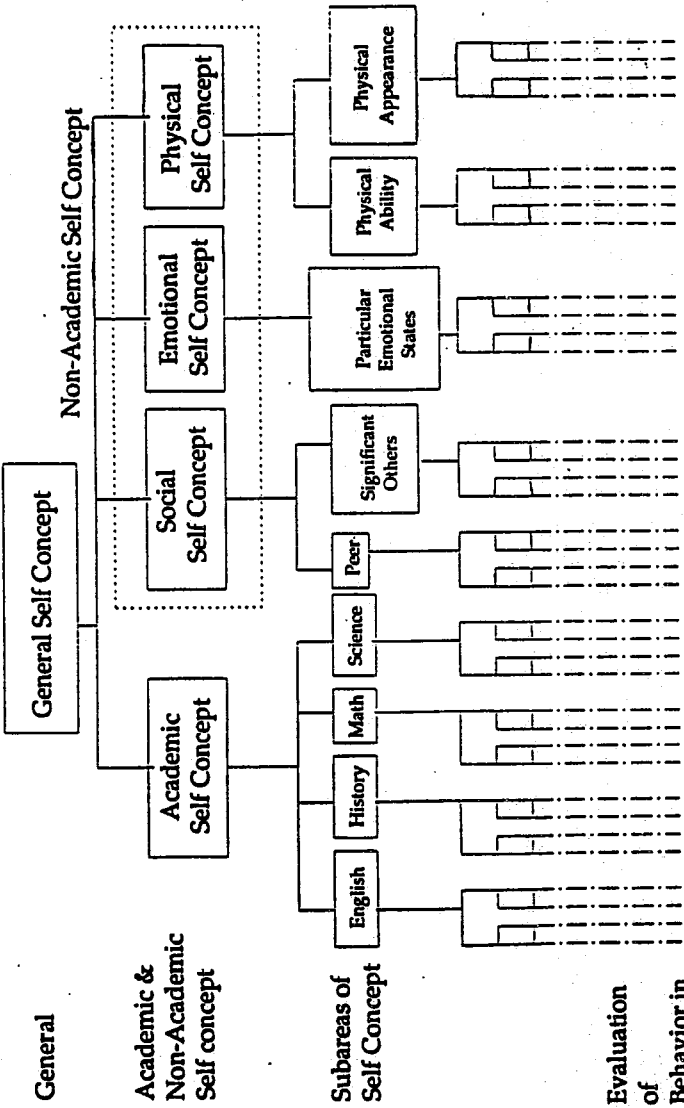 General
General Self Concept
Non-Academic Self Concept
Academic &
Non-Academic
Self concept
Academic
Self Concept
Social
Self Concept
Emotional
Self Concept
Physical
Self Concept
Subareas of
Self Concept
English
History
Math
Science
Peer
Significant
Others
Particular
Emotional
States
Physical
Ability
Physical
Appearance
Evaluation
of
Behavior in